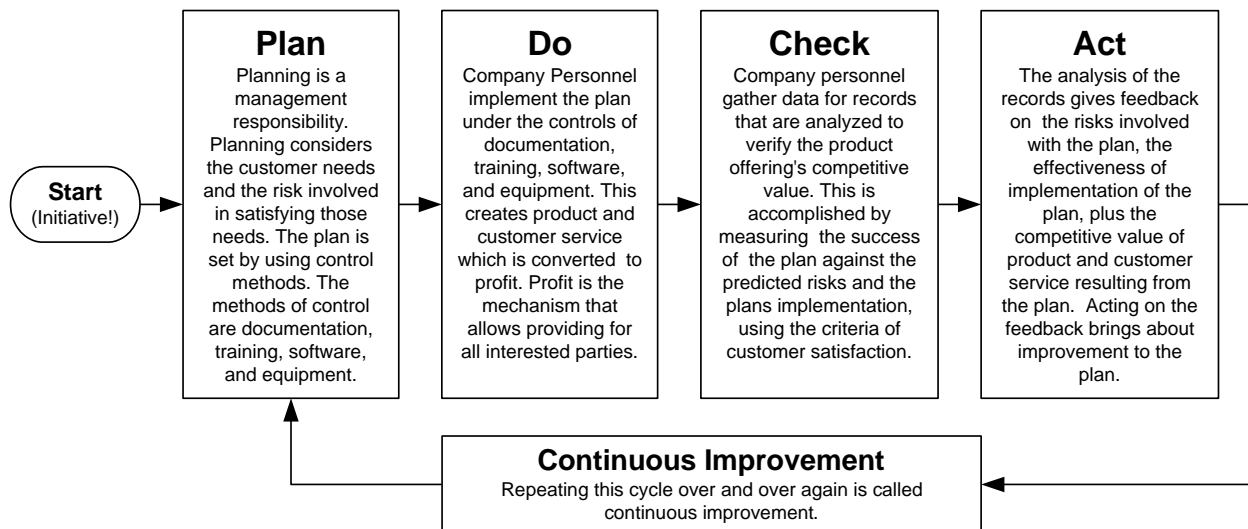 Start
(Initiative!)
Plan
Planning is a
management
responsibility.
Planning considers
the customer needs
and the risk involved
in satisfying those
needs. The plan is
set by using control
methods. The
methods of control
are documentation,
training, software,
and equipment.
Do
Company Personnel
implement the plan
under the controls of
documentation,
training, software,
and equipment. This
creates product and
customer service
which is converted to
profit. Profit is the
mechanism that
allows providing for
all interested parties.
Check
Company personnel
gather data for records
that are analyzed to
verify the product
offering's competitive
value. This is
accomplished by
measuring the success
of the plan against the
predicted risks and the
plans implementation,
using the criteria of
customer satisfaction.
Act
The analysis of the
records gives feedback
on the risks involved
with the plan, the
effectiveness of
implementation of the
plan, plus the
competitive value of
product and customer
service resulting from
the plan. Acting on the
feedback brings about
improvement to the
plan.
Continuous Improvement
Repeating this cycle over and over again is called
continuous improvement.